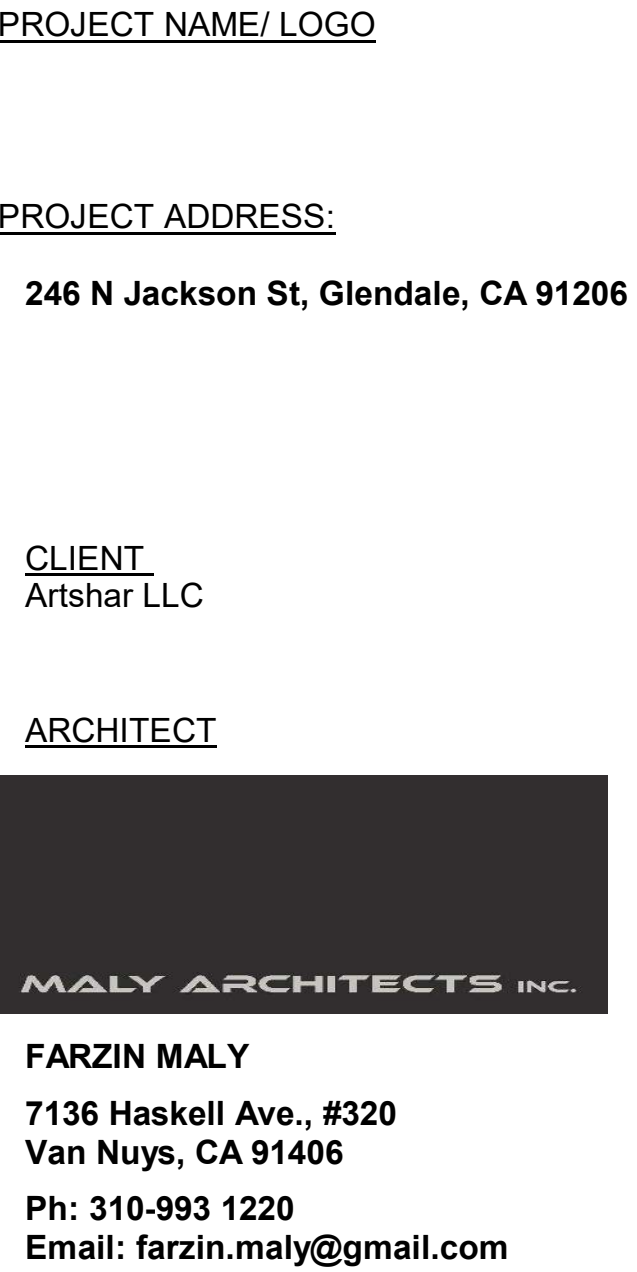 PROJECT NAME/ LOGO
PROJECT ADDRESS:
246 N Jackson St, Glendale, CA 91206
CLIENT
Artshar LLC
ARCHITECT
MALY ARCHITECTS INC.
FARZIN MALY
7136 Haskell Ave., #320
Van Nuys, CA 91406
Ph: 310-993 1220
Email: farzin.maly@gmail.com